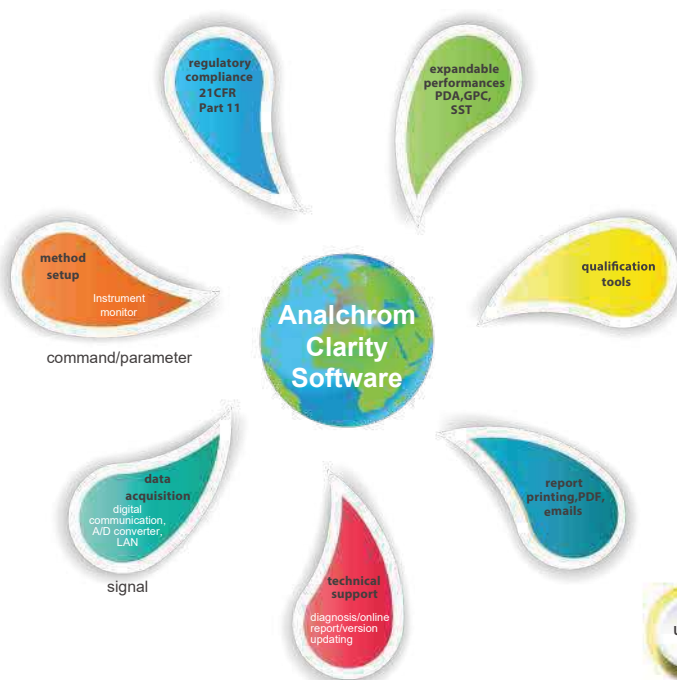 regulatory
compliance
21CFR
Part 11
expandable
performances
PDA,GPC,
SST
method
setup
Instrument
monitor
command/parameter
qualification
tools
Analchrom
Clarity
Software
data
acquisition
digital
communication,
A/D converter,
LAN
signal
report
printing,PDF,
emails
technical
support
diagnosis/online
report/version
updating